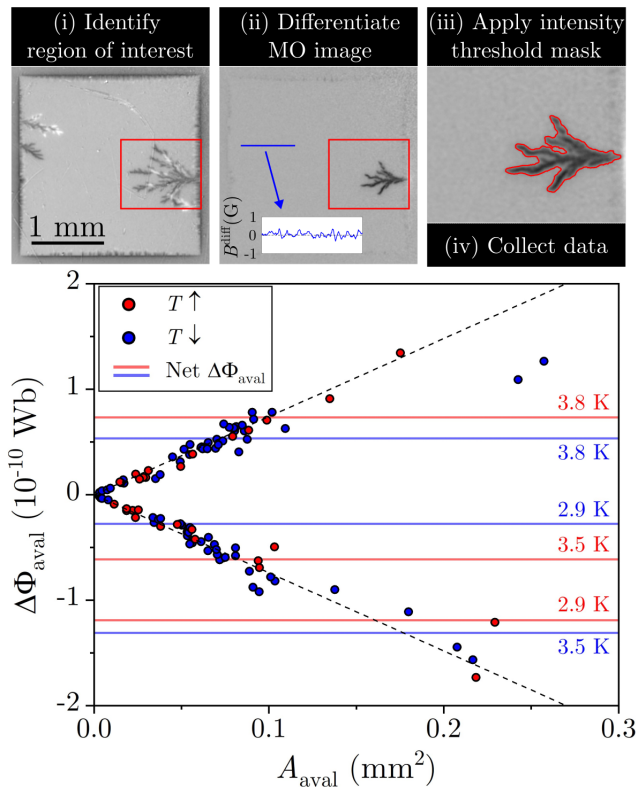 (i) Identify
region of interest
(ii) Differentiate
MO image
(iii) Apply intensity
threshold mask
1 mm
B^diff(G)
1
0
-1
(iv) Collect data
T ↑
T ↓
Net ΔΦ_aval
3.8 K
3.8 K
2.9 K
3.5 K
2.9 K
3.5 K
2
1
0
-1
-2
ΔΦ_aval (10^-10 Wb)
0.0
0.1
0.2
0.3
A_aval (mm²)